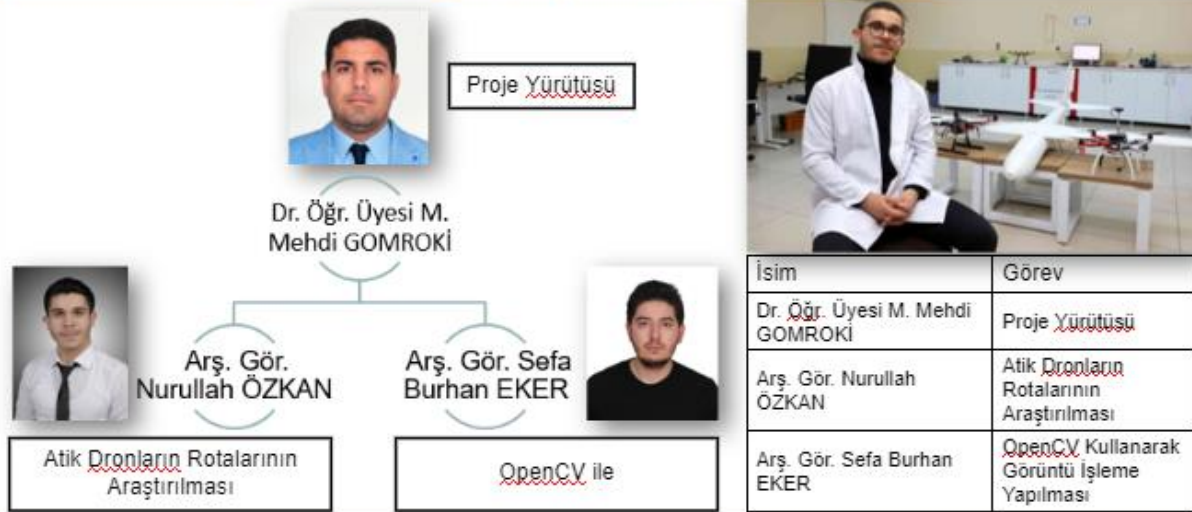 Proje Yürütüsü
Dr. Öğr. Üyesi M.
Mehdi GOMROKİ
Arş. Gör.
Nurullah ÖZKAN
Arş. Gör. Sefa
Burhan EKER
Atik Dronların Rotalarının
Araştırılması
OpenCV ile
İsim
Görev
Dr. Öğr. Üyesi M. Mehdi
GOMROKİ
Proje Yürütüsü
Arş. Gör. Nurullah
ÖZKAN
Atik Dronların
Rotalarının
Araştırılması
Arş. Gör. Sefa Burhan
EKER
OpenCV Kullanarak
Görüntü İşleme
Yapılması